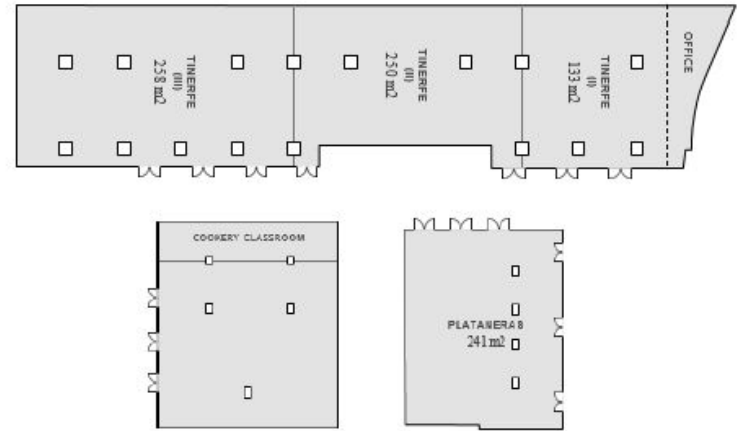 TINERFE
(III)
258 m2
TINERFE
(II)
250 m2
TINERFE
(I)
133 m2
OFFICE
COOKERY CLASSROOM
PLATANERAS
241 m2